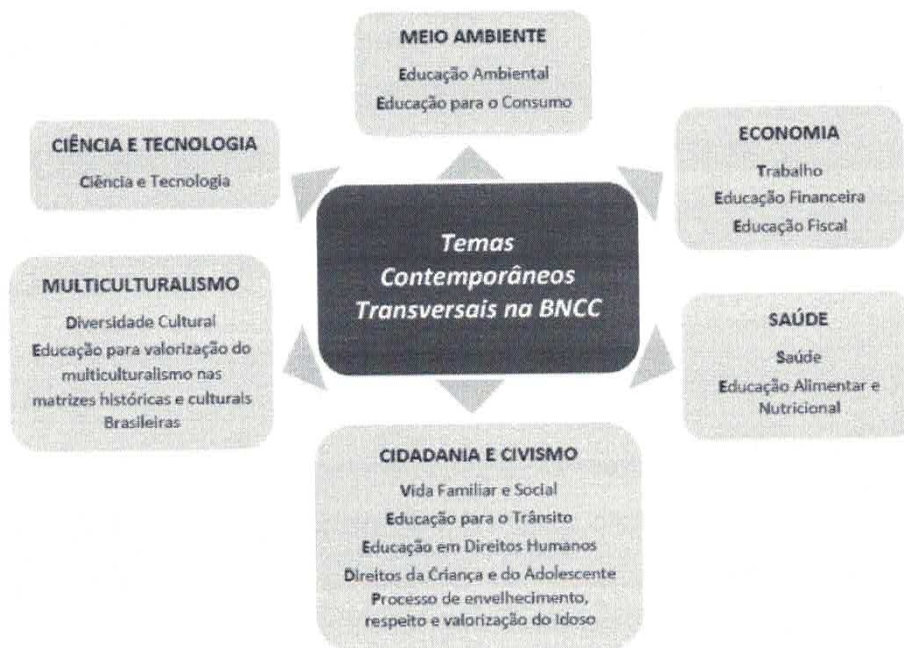 MEIO AMBIENTE
Educação Ambiental
Educação para o Consumo
CIÊNCIA E TECNOLOGIA
Ciência e Tecnologia
ECONOMIA
Trabalho
Educação Financeira
Educação Fiscal
Temas
Contemporâneos
Transversais na BNCC
MULTICULTURALISMO
Diversidade Cultural
Educação para valorização do
multiculturalismo nas
matrizes históricas e culturais
Brasileiras
SAÚDE
Saúde
Educação Alimentar e
Nutricional
CIDADANIA E CIVISMO
Vida Familiar e Social
Educação para o Trânsito
Educação em Direitos Humanos
Direitos da Criança e do Adolescente
Processo de envelhecimento,
respeito e valorização do Idoso